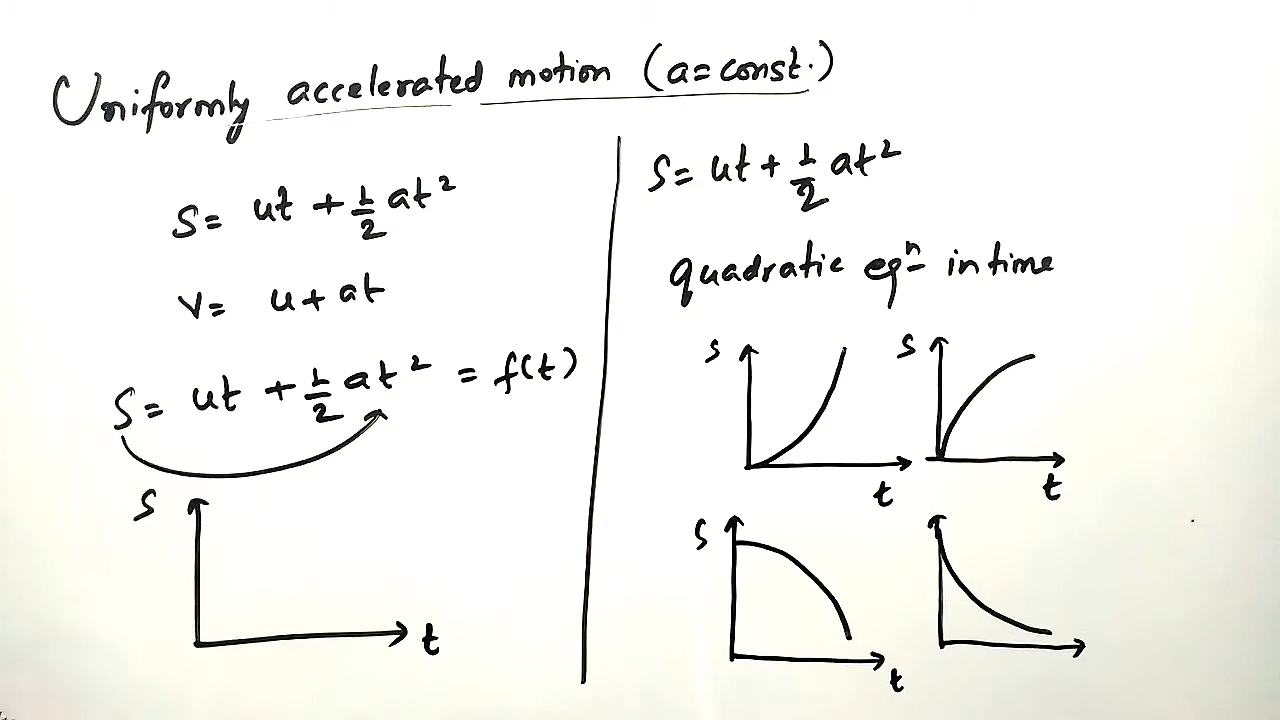 Uniformly accelerated motion (a=const.)
S= ut + 1/2 at²
V= u + at
S= ut + 1/2 at² = f(t)
S
t
S= ut + 1/2 at²
quadratic eqⁿ in time
S
t
S
t
S
t